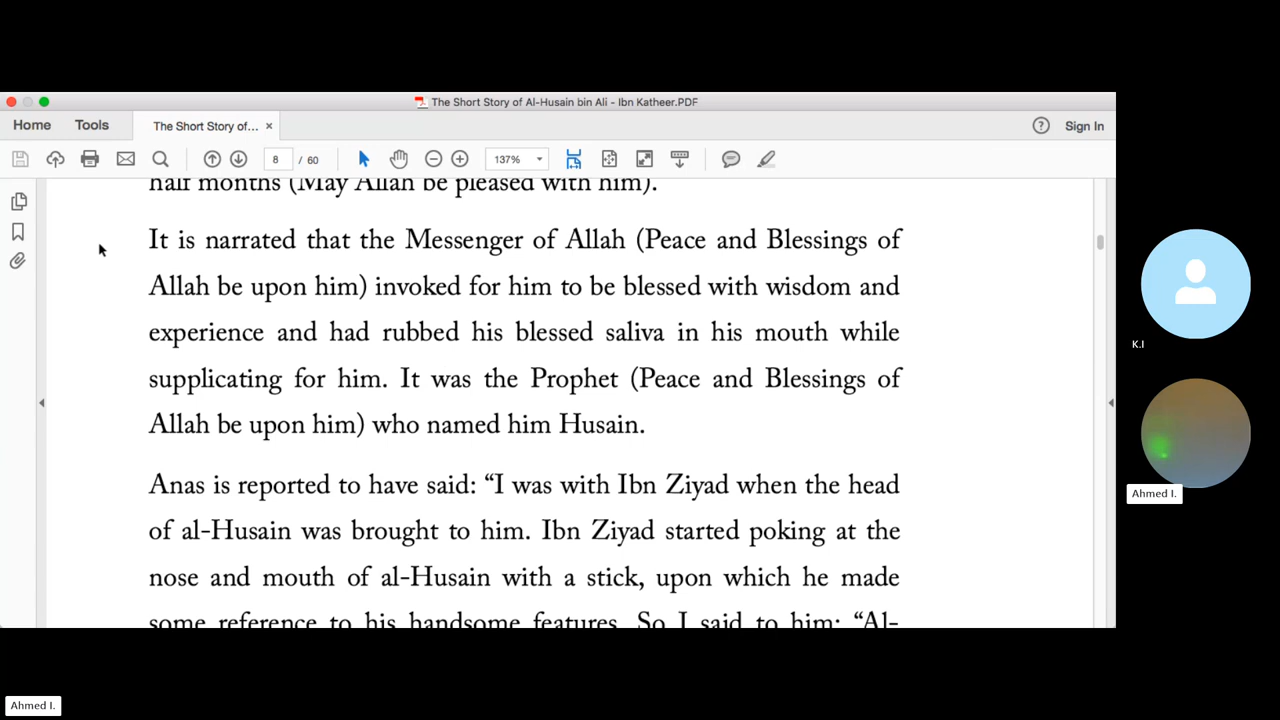 The Short Story of Al-Husain bin Ali - Ibn Katheer.PDF
Home Tools The Short Story of... × ? Sign In
8 / 60 137%
half months (May Allah be pleased with him).
It is narrated that the Messenger of Allah (Peace and Blessings of
Allah be upon him) invoked for him to be blessed with wisdom and
experience and had rubbed his blessed saliva in his mouth while
supplicating for him. It was the Prophet (Peace and Blessings of
Allah be upon him) who named him Husain.
Anas is reported to have said: “I was with Ibn Ziyad when the head
of al-Husain was brought to him. Ibn Ziyad started poking at the
nose and mouth of al-Husain with a stick, upon which he made
some reference to his handsome features. So I said to him: “Al-
K.I
Ahmed I.
Ahmed I.